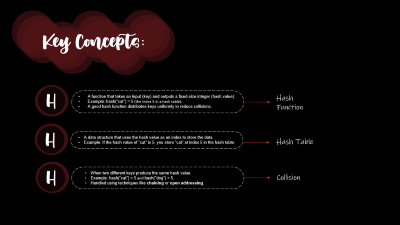 Key Concepts:
H
• A function that takes an input (key) and outputs a fixed-size integer (hash value)
• Example: hash("cat") = 5 (the index 5 in a hash table).
• A good hash function distributes keys uniformly to reduce collisions.
Hash
Function
H
• A data structure that uses the hash value as an index to store the data.
• Example: If the hash value of "cat" is 5, you store "cat" at index 5 in the hash table.
Hash Table
H
• When two different keys produce the same hash value.
• Example: hash("cat") = 5 and hash("dog") = 5.
• Handled using techniques like chaining or open addressing.
Collision